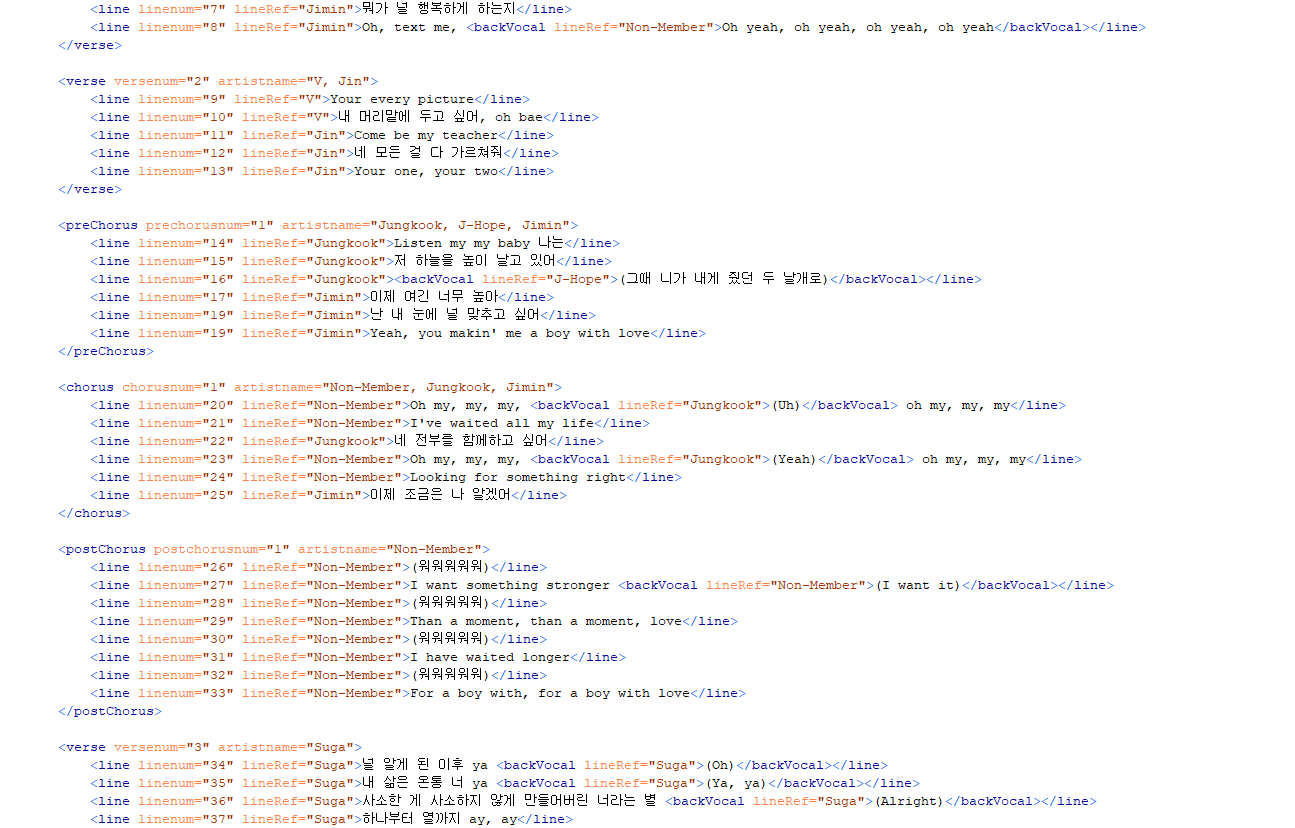 <line linenum="7" lineRef="Jimin">뭐가 널 행복하게 하는지</line>
<line linenum="8" lineRef="Jimin">Oh, text me, <backVocal lineRef="Non-Member">Oh yeah, oh yeah, oh yeah, oh yeah</backVocal></line>
</verse>
<verse versenum="2" artistname="V, Jin">
<line linenum="9" lineRef="V">Your every picture</line>
<line linenum="10" lineRef="V">내 머리맡에 두고 싶어, oh bae</line>
<line linenum="11" lineRef="Jin">Come be my teacher</line>
<line linenum="12" lineRef="Jin">네 모든 걸 다 가르쳐줘</line>
<line linenum="13" lineRef="Jin">Your one, your two</line>
</verse>
<preChorus prechorusnum="1" artistname="Jungkook, J-Hope, Jimin">
<line linenum="14" lineRef="Jungkook">Listen my my baby 나는</line>
<line linenum="15" lineRef="Jungkook">저 하늘을 높이 날고 있어</line>
<line linenum="16" lineRef="Jungkook"><backVocal lineRef="J-Hope">(그때 니가 내게 줬던 두 날개로)</backVocal></line>
<line linenum="17" lineRef="Jimin">이제 여긴 너무 높아</line>
<line linenum="19" lineRef="Jimin">난 내 눈에 널 맞추고 싶어</line>
<line linenum="19" lineRef="Jimin">Yeah, you makin' me a boy with love</line>
</preChorus>
<chorus chorusnum="1" artistname="Non-Member, Jungkook, Jimin">
<line linenum="20" lineRef="Non-Member">Oh my, my, my, <backVocal lineRef="Jungkook">(Uh)</backVocal> oh my, my, my</line>
<line linenum="21" lineRef="Non-Member">I've waited all my life</line>
<line linenum="22" lineRef="Jungkook">네 전부를 함께하고 싶어</line>
<line linenum="23" lineRef="Non-Member">Oh my, my, my, <backVocal lineRef="Jungkook">(Yeah)</backVocal> oh my, my, my</line>
<line linenum="24" lineRef="Non-Member">Looking for something right</line>
<line linenum="25" lineRef="Jimin">이제 조금은 나 알겠어</line>
</chorus>
<postChorus postchorusnum="1" artistname="Non-Member">
<line linenum="26" lineRef="Non-Member">(워워워워워)</line>
<line linenum="27" lineRef="Non-Member">I want something stronger <backVocal lineRef="Non-Member">(I want it)</backVocal></line>
<line linenum="28" lineRef="Non-Member">(워워워워워)</line>
<line linenum="29" lineRef="Non-Member">Than a moment, than a moment, love</line>
<line linenum="30" lineRef="Non-Member">(워워워워워)</line>
<line linenum="31" lineRef="Non-Member">I have waited longer</line>
<line linenum="32" lineRef="Non-Member">(워워워워워)</line>
<line linenum="33" lineRef="Non-Member">For a boy with, for a boy with love</line>
</postChorus>
<verse versenum="3" artistname="Suga">
<line linenum="34" lineRef="Suga">널 알게 된 이후 ya <backVocal lineRef="Suga">(Oh)</backVocal></line>
<line linenum="35" lineRef="Suga">내 삶은 온통 너 ya <backVocal lineRef="Suga">(Ya, ya)</backVocal></line>
<line linenum="36" lineRef="Suga">사소한 게 사소하지 않게 만들어버린 너라는 별 <backVocal lineRef="Suga">(Alright)</backVocal></line>
<line linenum="37" lineRef="Suga">하나부터 열까지 ay, ay</line>